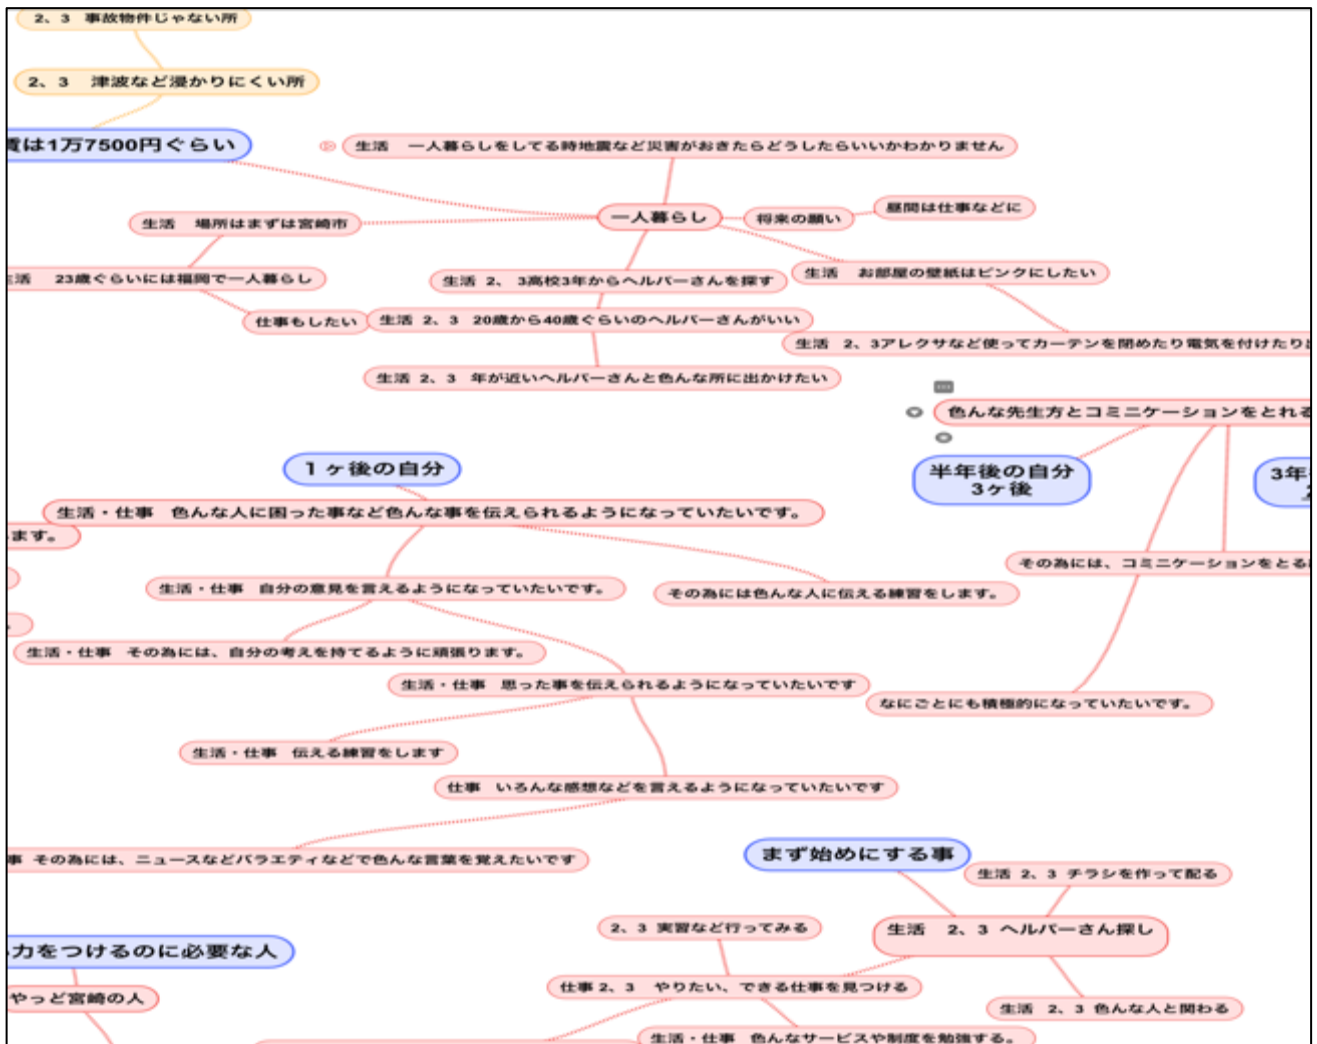 2、3 事故物件じゃない所
2、3 津波など浸かりにくい所
賃は1万7500円ぐらい
生活 一人暮らしをしてる時地震など災害がおきたらどうしたらいいかわかりません
生活 場所はまずは宮崎市
一人暮らし
将来の願い
昼間は仕事などに
生活 23歳ぐらいには福岡で一人暮らし
生活 2、3高校3年からヘルパーさんを探す
生活 お部屋の壁紙はピンクにしたい
仕事もしたい
生活 2、3 20歳から40歳ぐらいのヘルパーさんがいい
生活 2、3アレクサなど使ってカーテンを閉めたり電気を付けたり
生活 2、3 年が近いヘルパーさんと色んな所に出かけたい
色んな先生方とコミニケーションをとれる
1ヶ後の自分
半年後の自分
3ケ後
3年
生活・仕事 色んな人に困った事など色んな事を伝えられるようになっていたいです。
ます。
その為には、コミニケーションをとる
生活・仕事 自分の意見を言えるようになっていたいです。
その為には色んな人に伝える練習をします。
。
生活・仕事 その為には、自分の考えを持てるように頑張ります。
生活・仕事 思った事を伝えられるようになっていたいです
なにごとにも積極的になっていたいです。
生活・仕事 伝える練習をします
仕事 いろんな感想などを言えるようになっていたいです
事 その為には、ニュースなどバラエティなどで色んな言葉を覚えたいです
まず始めにする事
生活 2、3 チラシを作って配る
2、3 実習など行ってみる
生活 2、3 ヘルパーさん探し
力をつけるのに必要な人
仕事 2、3 やりたい、できる仕事を見つける
やっど宮崎の人
生活 2、3 色んな人と関わる
生活・仕事 色んなサービスや制度を勉強する。